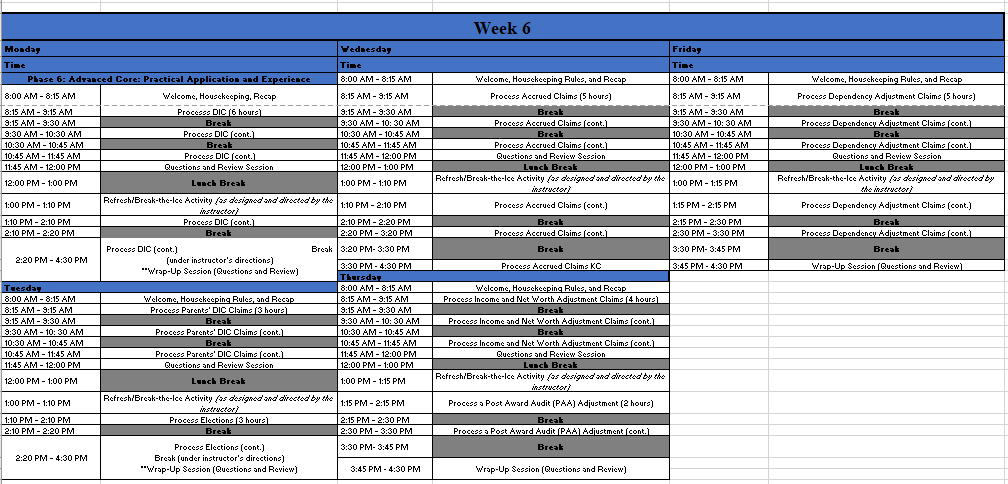 Week 6
Monday
Time
Phase 6: Advanced Core: Practical Application and Experience
8:00 AM - 8:15 AM Welcome, Housekeeping, Recap
8:15 AM - 9:15 AM Processs DIC (6 hours)
9:15 AM - 9:30 AM Break
9:30 AM - 10:30 AM Process DIC (cont.)
10:30 AM - 10:45 AM Break
10:45 AM - 11:45 AM Process DIC (cont.)
11:45 AM - 12:00 PM Questions and Review Session
12:00 PM - 1:00 PM Lunch Break
1:00 PM - 1:10 PM Refresh/Break-the-Ice Activity (as designed and directed by the
instructor)
1:10 PM - 2:10 PM Process DIC (cont.)
2:10 PM - 2:20 PM Break
2:20 PM - 4:30 PM Process DIC (cont.) Break
(under instructor's directions)
**Wrap-Up Session (Questions and Review)
Tuesday
8:00 AM - 8:15 AM Welcome, Housekeeping Rules, and Recap
8:15 AM - 9:15 AM Process Parents' DIC Claims (3 hours)
9:15 AM - 9:30 AM Break
9:30 AM - 10: 30 AM Process Parents' DIC Claims (cont.)
10:30 AM - 10:45 AM Break
10:45 AM - 11:45 AM Process Parents' DIC Claims (cont.)
11:45 AM - 12:00 PM Questions and Review Session
12:00 PM - 1:00 PM Lunch Break
1:00 PM - 1:10 PM Refresh/Break-the-Ice Activity (as designed and directed by the
instructor)
1:10 PM - 2:10 PM Process Elections (3 hours)
2:10 PM - 2:20 PM Break
2:20 PM - 4:30 PM Process Elections (cont.)
Break (under instructor's directions)
**Wrap-Up Session (Questions and Review)
Wednesday
Time
8:00 AM - 8:15 AM Welcome, Housekeeping Rules, and Recap
8:15 AM - 9:15 AM Process Accrued Claims (5 hours)
9:15 AM - 9:30 AM Break
9:30 AM - 10: 30 AM Process Accrued Claims (cont.)
10:30 AM - 10:45 AM Break
10:45 AM - 11:45 AM Process Accrued Claims (cont.)
11:45 AM - 12:00 PM Questions and Review Session
12:00 PM - 1:00 PM Lunch Break
1:00 PM - 1:10 PM Refresh/Break-the-Ice Activity (as designed and directed by the
instructor)
1:10 PM - 2:10 PM Process Accrued Claims (cont.)
2:10 PM - 2:20 PM Break
2:20 PM - 3:20 PM Process Accrued Claims (cont.)
3:20 PM- 3:30 PM Break
3:30 PM - 4:30 PM Process Accrued Claims KC
Thursday
8:00 AM - 8:15 AM Welcome, Housekeeping Rules, and Recap
8:15 AM - 9:15 AM Process Income and Net Worth Adjustment Claims (4 hours)
9:15 AM - 9:30 AM Break
9:30 AM - 10: 30 AM Process Income and Net Worth Adjustment Claims (cont.)
10:30 AM - 10:45 AM Break
10:45 AM - 11:45 AM Process Income and Net Worth Adjustment Claims (cont.)
11:45 AM - 12:00 PM Questions and Review Session
12:00 PM - 1:00 PM Lunch Break
1:00 PM - 1:15 PM Refresh/Break-the-Ice Activity (as designed and directed by the
instructor)
1:15 PM - 2:15 PM Process a Post Award Audit (PAA) Adjustment (2 hours)
2:15 PM - 2:30 PM Break
2:30 PM - 3:30 PM Process a Post Award Audit (PAA) Adjustment (cont.)
3:30 PM- 3:45 PM Break
3:45 PM - 4:30 PM Wrap-Up Session (Questions and Review)
Friday
Time
8:00 AM - 8:15 AM Welcome, Housekeeping Rules, and Recap
8:15 AM - 9:15 AM Process Dependency Adjustment Claims (5 hours)
9:15 AM - 9:30 AM Break
9:30 AM - 10: 30 AM Process Dependency Adjustment Claims (cont.)
10:30 AM - 10:45 AM Break
10:45 AM - 11:45 AM Process Dependency Adjustment Claims (cont.)
11:45 AM - 12:00 PM Questions and Review Session
12:00 PM - 1:00 PM Lunch Break
1:00 PM - 1:15 PM Refresh/Break-the-Ice Activity (as designed and directed by
the instructor)
1:15 PM - 2:15 PM Process Dependency Adjustment Claims (cont.)
2:15 PM - 2:30 PM Break
2:30 PM - 3:30 PM Process Dependency Adjustment Claims (cont.)
3:30 PM- 3:45 PM Break
3:45 PM - 4:30 PM Wrap-Up Session (Questions and Review)